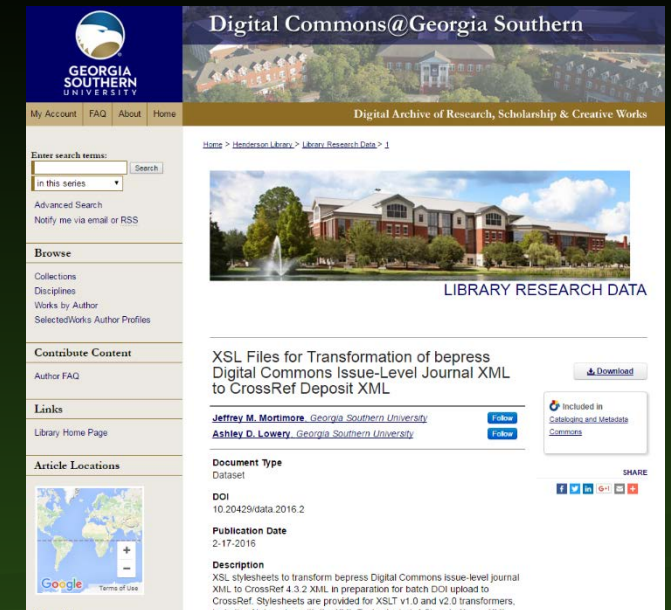 GEORGIA
SOUTHERN
UNIVERSITY
Digital Commons@Georgia Southern
My Account
FAQ
About
Home
Digital Archive of Research, Scholarship & Creative Works
Enter search terms:
Search
in this series
Advanced Search
Notify me via email or RSS
Browse
Collections
Disciplines
Works by Author
SelectedWorks Author Profiles
Contribute Content
Author FAQ
Links
Library Home Page
Article Locations
+
−
Google
Terms of Use
Home > Henderson Library > Library Research Data > 1
LIBRARY RESEARCH DATA
XSL Files for Transformation of bepress
Digital Commons Issue-Level Journal XML
to CrossRef Deposit XML
Jeffrey M. Mortimore, Georgia Southern University
Follow
Ashley D. Lowery, Georgia Southern University
Follow
Document Type
Dataset
DOI
10.20429/data.2016.2
Publication Date
2-17-2016
Description
XSL stylesheets to transform bepress Digital Commons issue-level journal
XML to CrossRef 4.3.2 XML in preparation for batch DOI upload to
CrossRef. Stylesheets are provided for XSLT v1.0 and v2.0 transformers,
Download
Included in
Cataloging and Metadata
Commons
SHARE